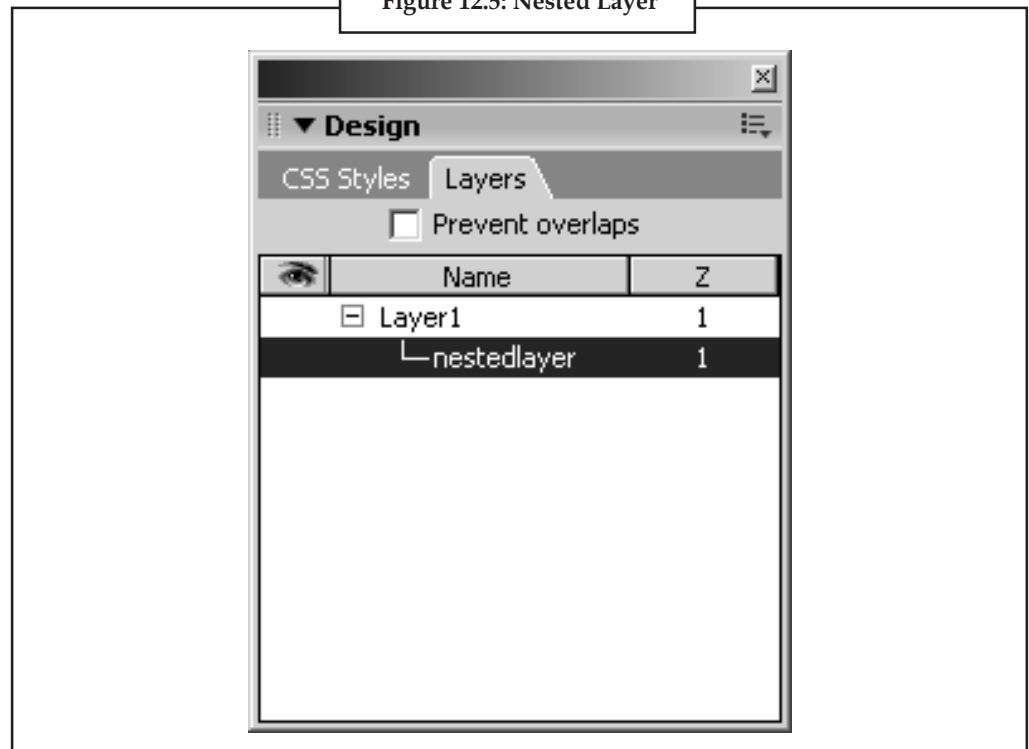 Figure 12.5: Nested Layer
Design
CSS Styles Layers
Prevent overlaps
Name Z
Layer1 1
nestedlayer 1